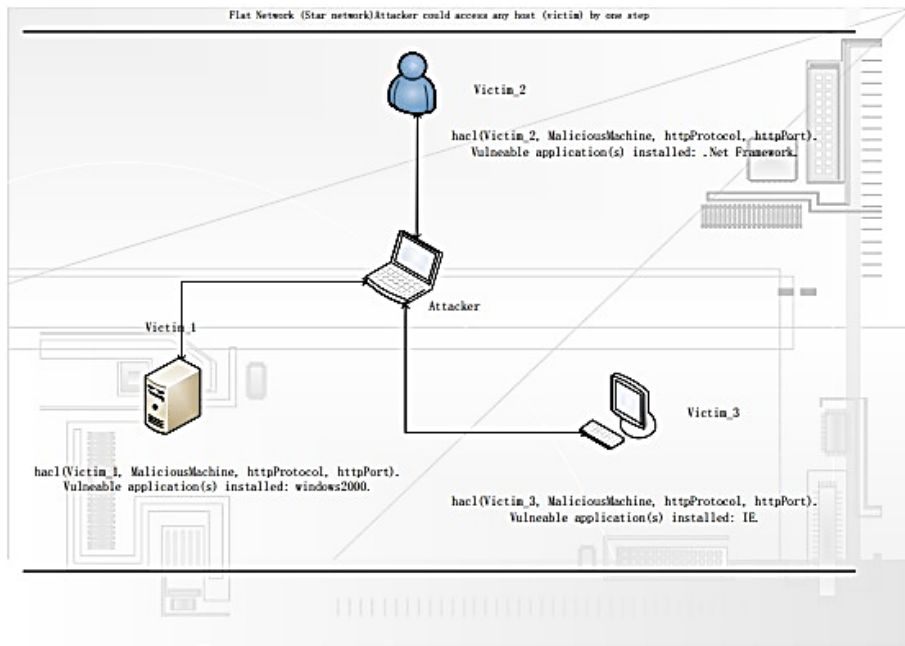 Flat Network (Star network)Attacker could access any host (victim) by one step
Victim_2
hacl(Victim_2, MaliciousMachine, httpProtocol, httpPort).
Vulneable application(s) installed: .Net Framework.
Attacker
Victim_1
Victim_3
hacl(Victim_1, MaliciousMachine, httpProtocol, httpPort).
Vulneable application(s) installed: windows2000.
hacl(Victim_3, MaliciousMachine, httpProtocol, httpPort).
Vulneable application(s) installed: IE.